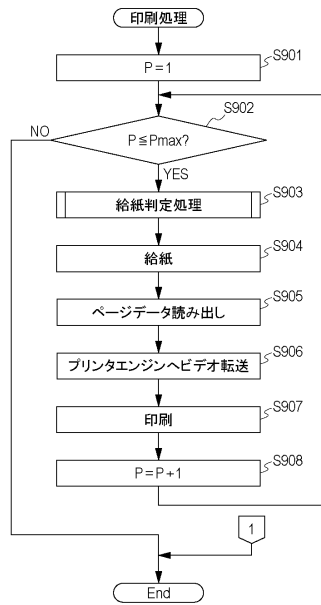 印刷処理
P=1
S901
S902
P≦Pmax?
NO
YES
給紙判定処理
S903
給紙
S904
ページデータ読み出し
S905
プリンタエンジンへビデオ転送
S906
印刷
S907
P=P+1
S908
1
End